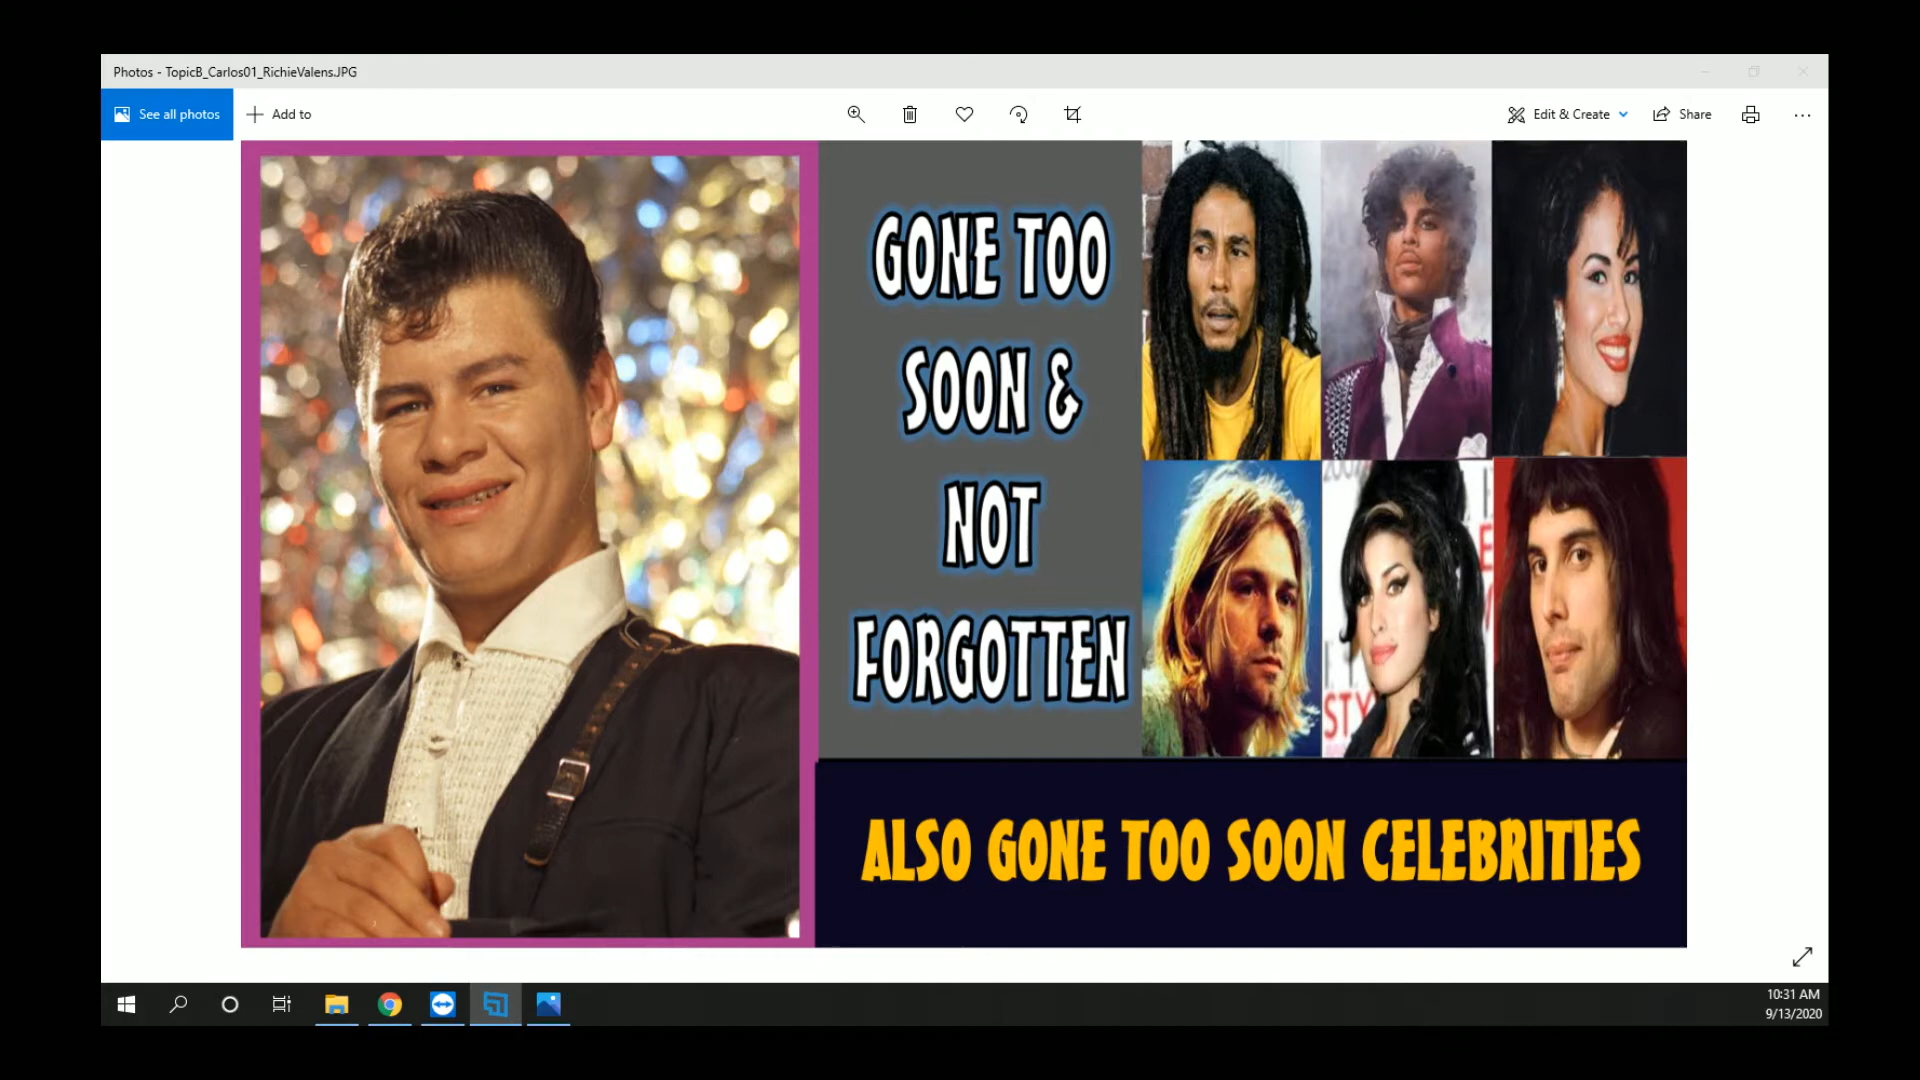 Photos - TopicB_Carlos01_RichieValens.JPG
See all photos
Add to
Edit & Create
Share
GONE TOO
SOON &
NOT
FORGOTTEN
STY
ALSO GONE TOO SOON CELEBRITIES
10:31 AM
9/13/2020